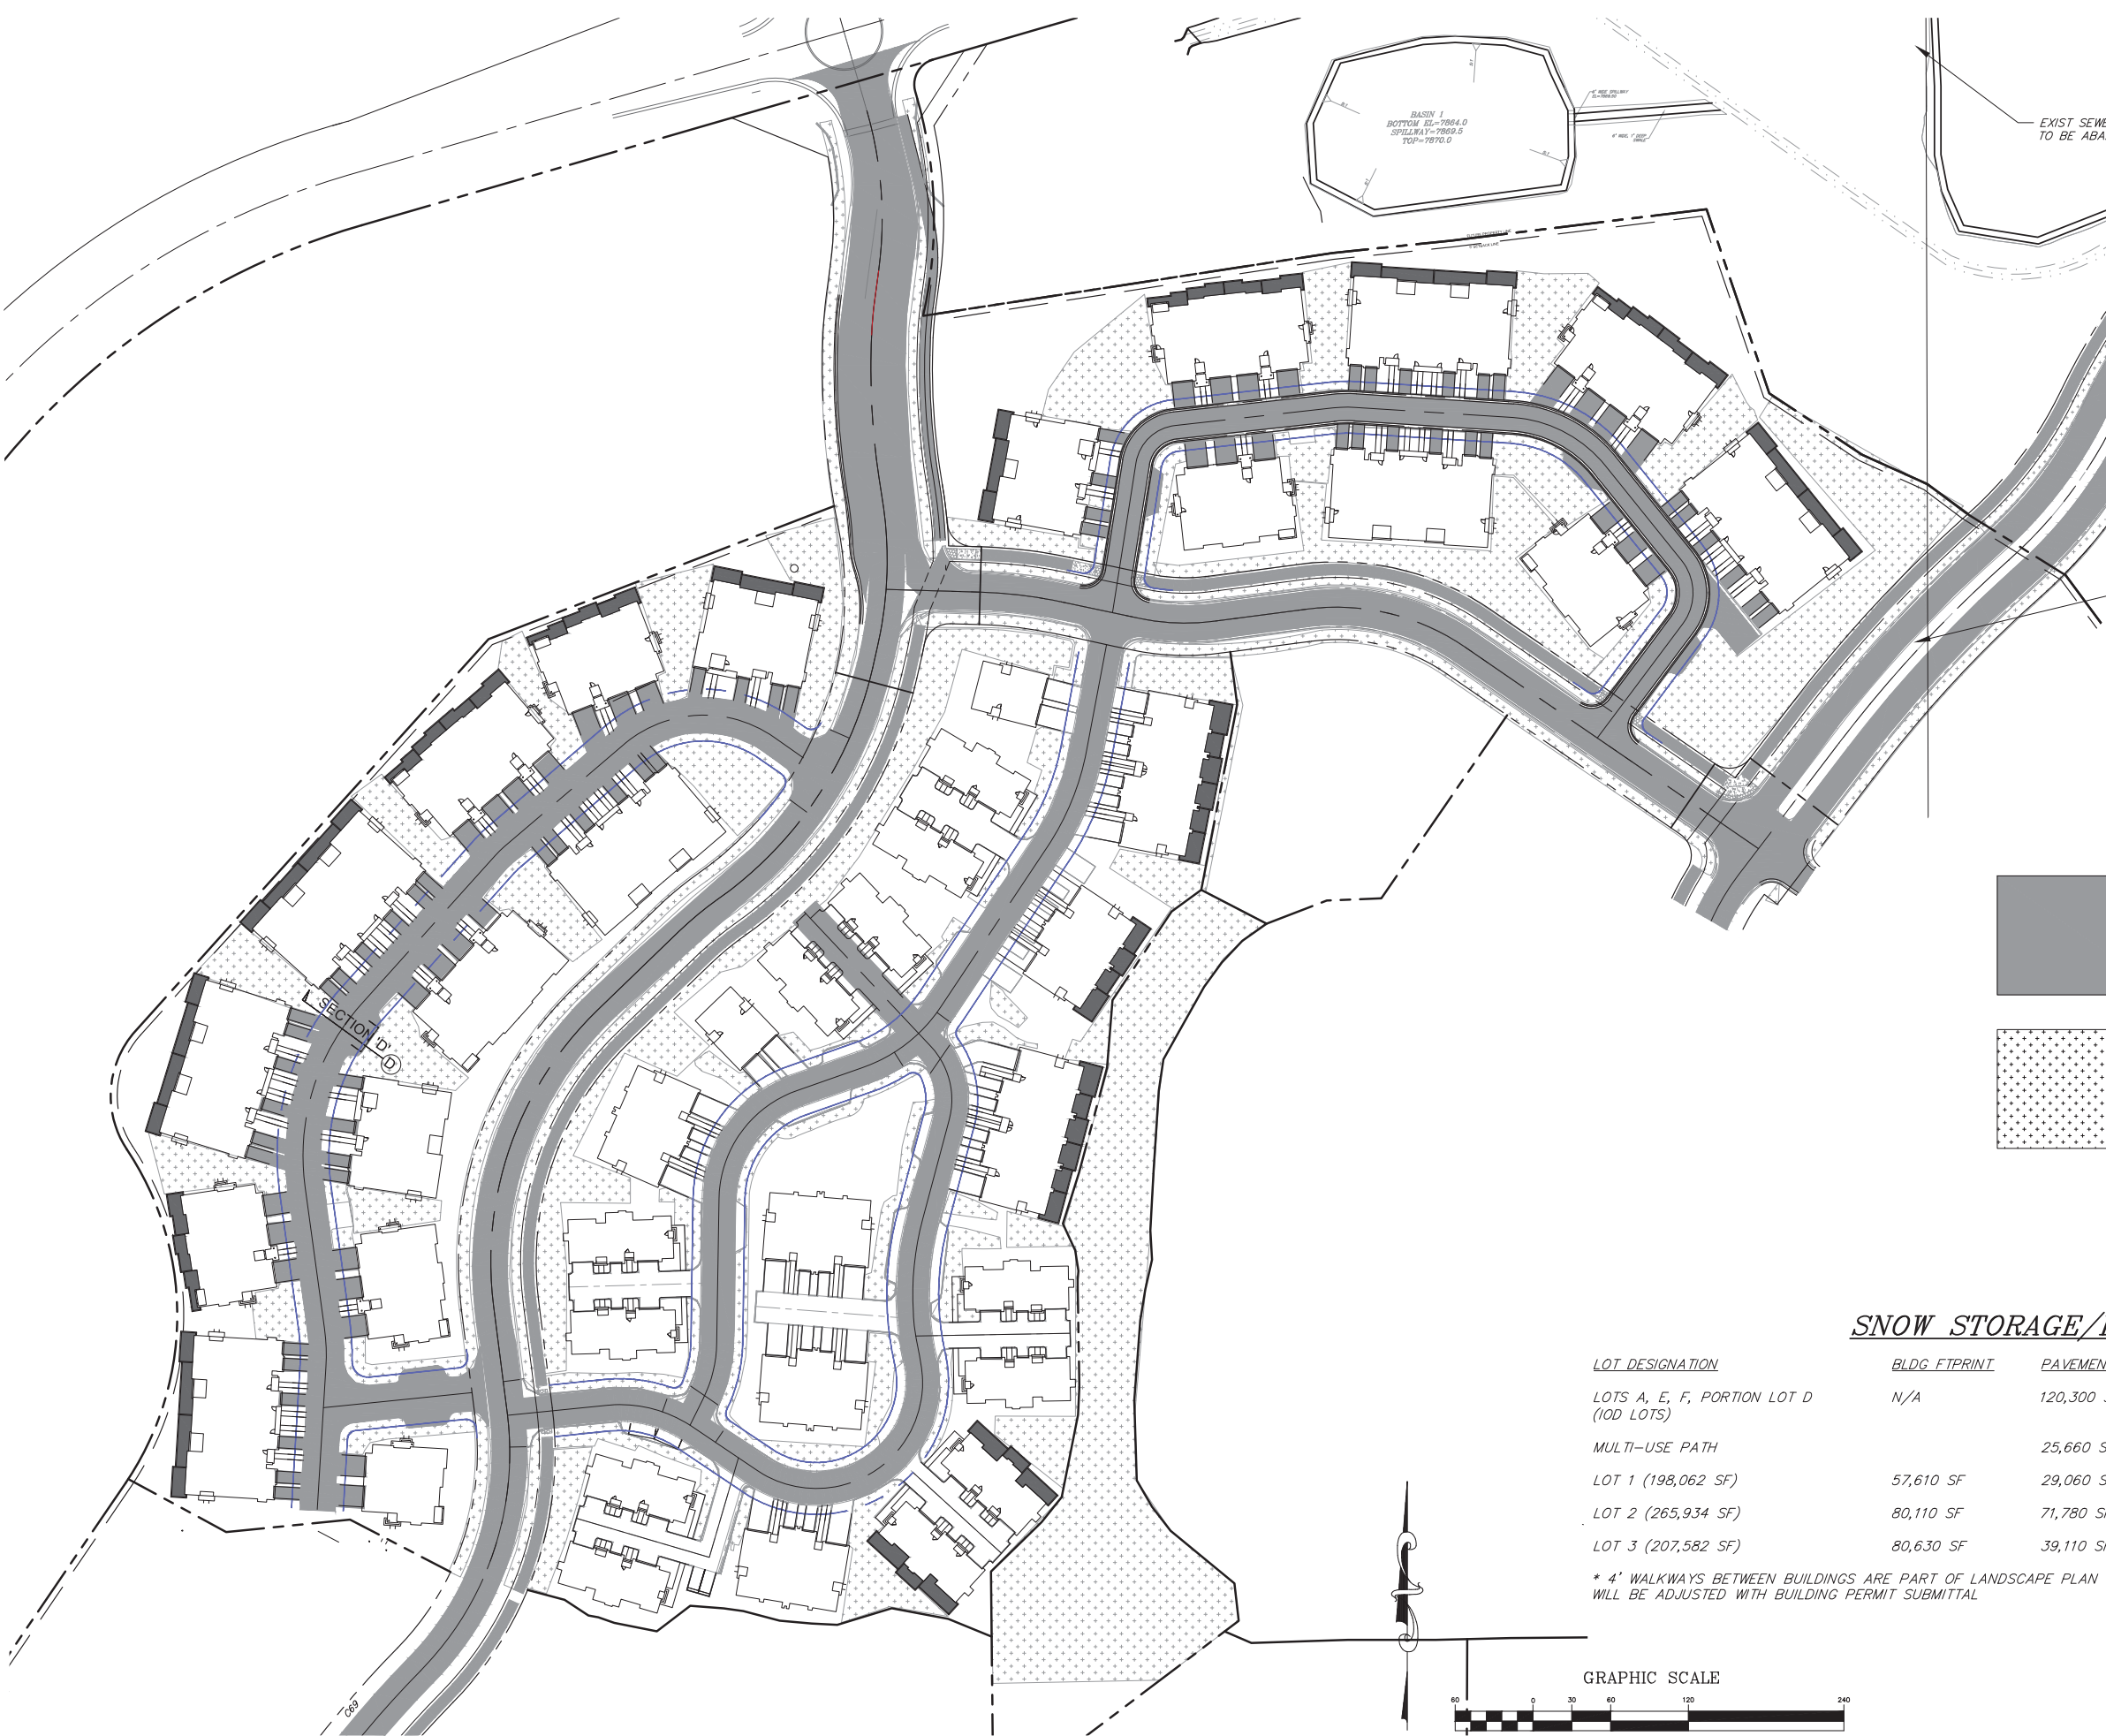 BASIN 1
BOTTOM EL=7864.0
SPILLWAY=7869.5
TOP=7870.0
EXIST SEWE
TO BE ABA
SECTION 'D'
D
C69
SNOW STORAGE/
LOT DESIGNATION BLDG FTPRINT PAVEMEN
LOTS A, E, F, PORTION LOT D N/A 120,300
(IOD LOTS)
MULTI-USE PATH 25,660 S
LOT 1 (198,062 SF) 57,610 SF 29,060 S
LOT 2 (265,934 SF) 80,110 SF 71,780 S
LOT 3 (207,582 SF) 80,630 SF 39,110 S
* 4' WALKWAYS BETWEEN BUILDINGS ARE PART OF LANDSCAPE PLAN
WILL BE ADJUSTED WITH BUILDING PERMIT SUBMITTAL
GRAPHIC SCALE
60 0 30 60 120 240